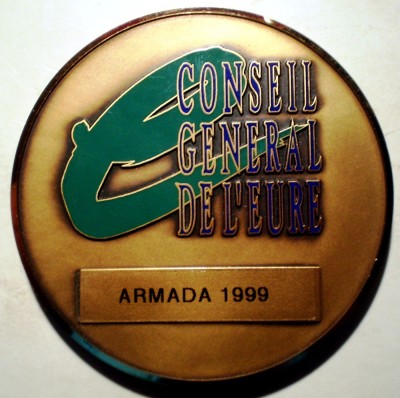 CONSEIL
GENERAL
DE L'EURE
ARMADA 1999